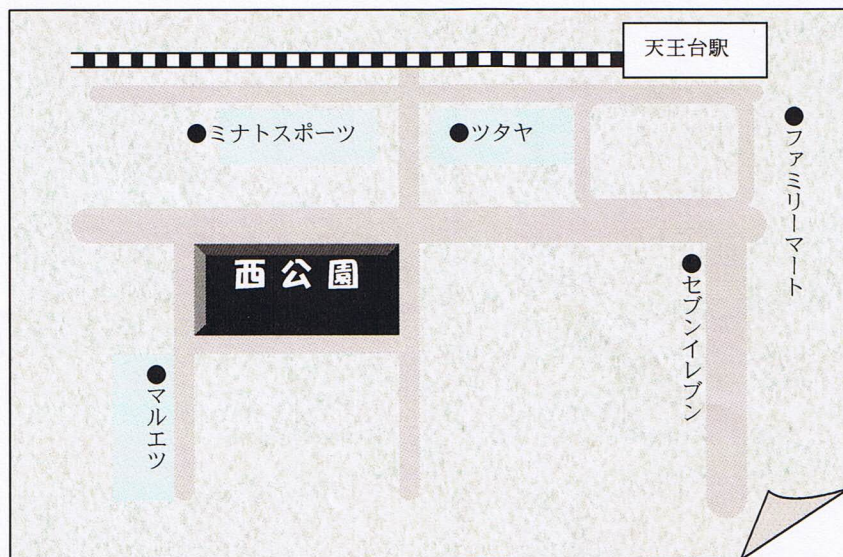 天王台駅
●ミナトスポーツ
●ツタヤ
●ファミリーマート
西公園
●セブンイレブン
●マルエツ